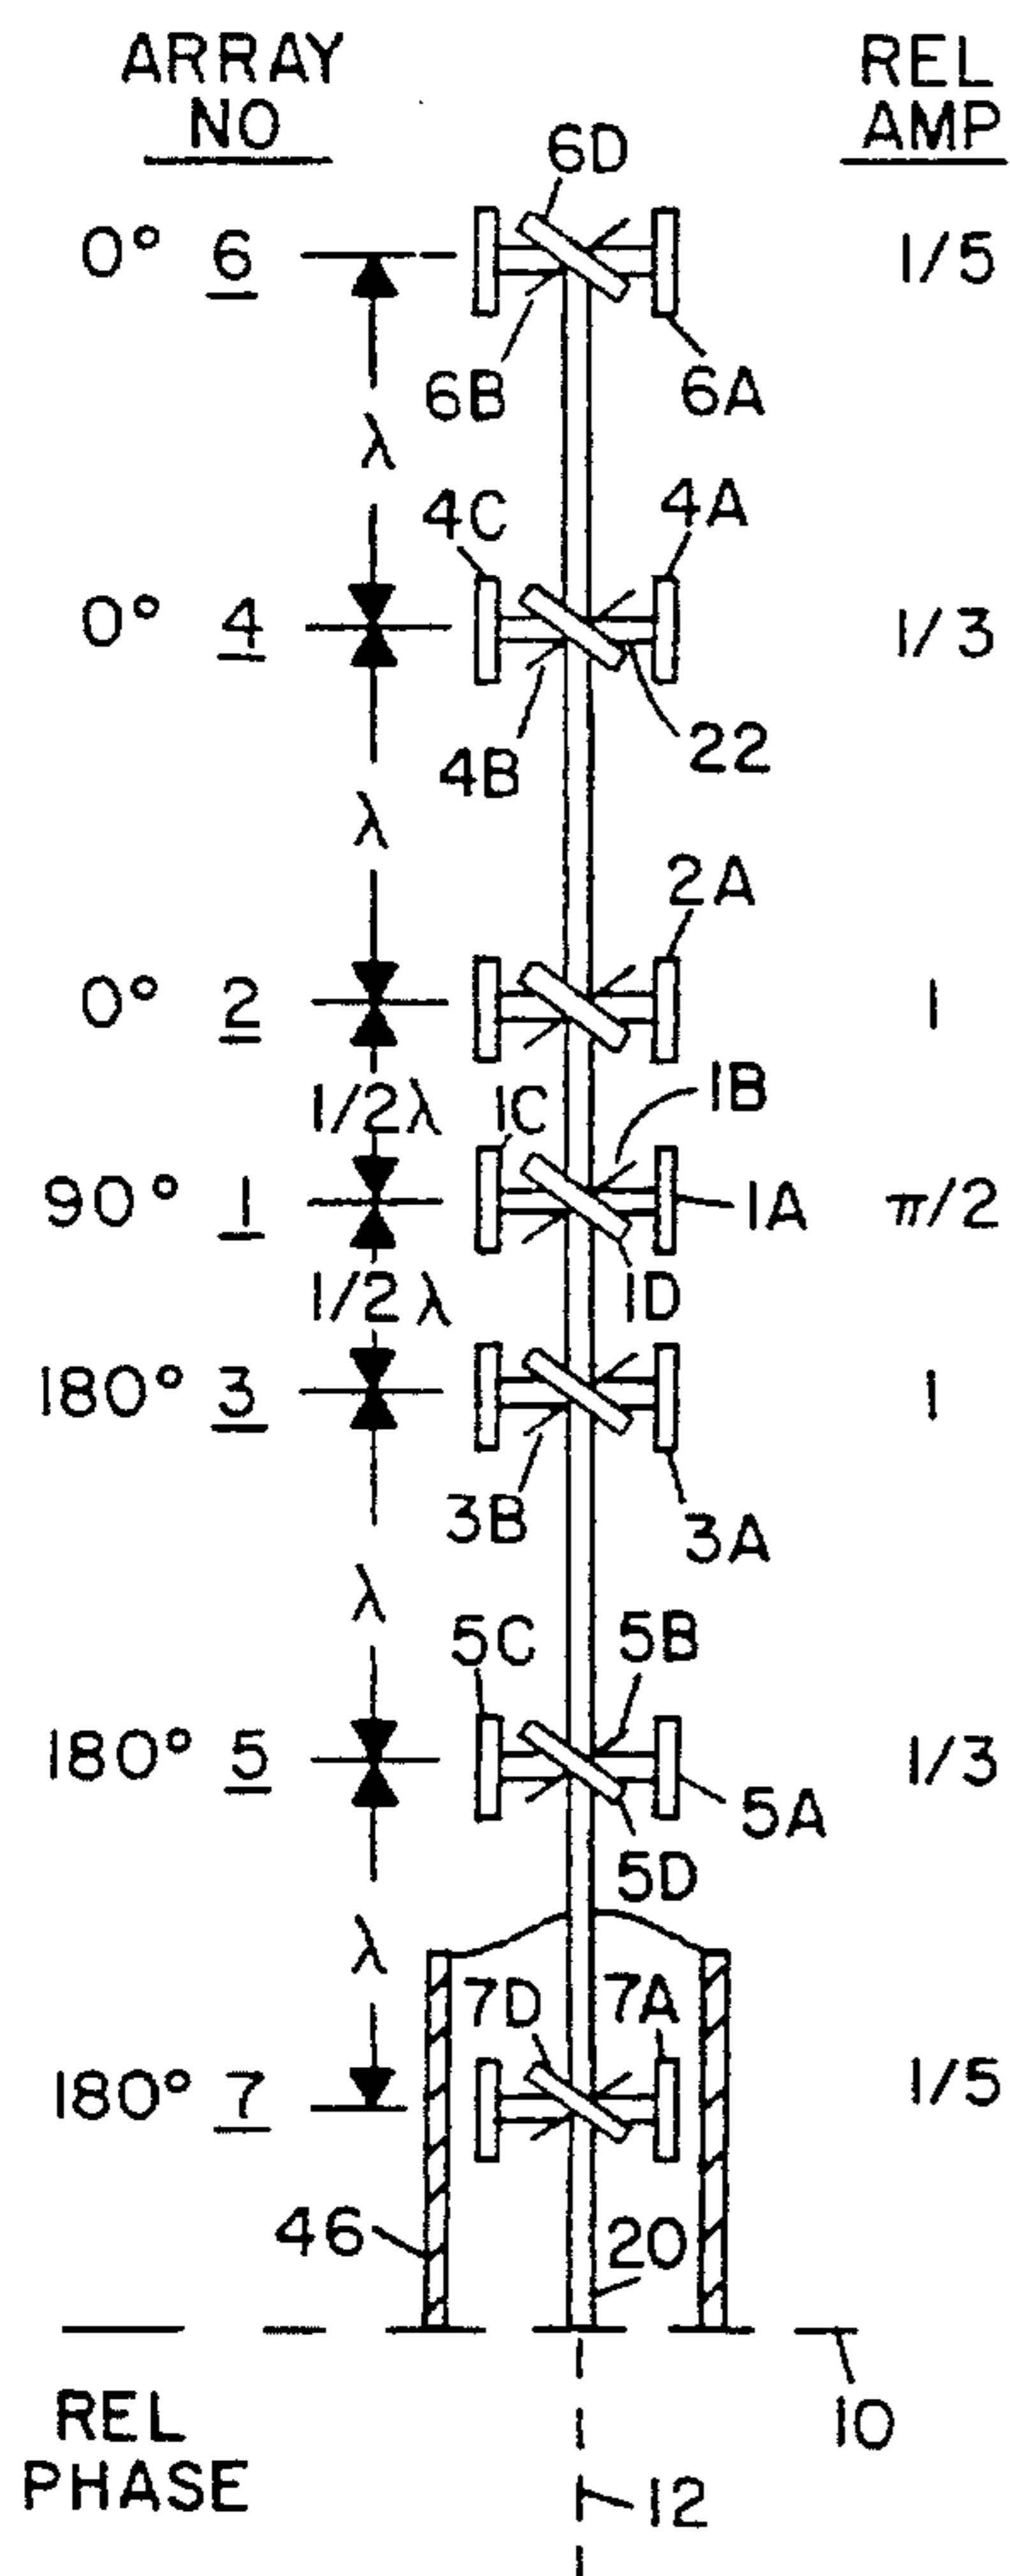 ARRAY
NO
REL
AMP
6D
0° 6
1/5
6B
6A
λ
4C
4A
0° 4
1/3
4B
22
λ
2A
0° 2
1
1/2λ
1C
1B
90° 1
1A
π/2
1/2λ
1D
180° 3
1
3B
3A
λ
5C
5B
180° 5
1/3
5A
5D
λ
7D
7A
180° 7
1/5
46
20
REL
PHASE
10
12